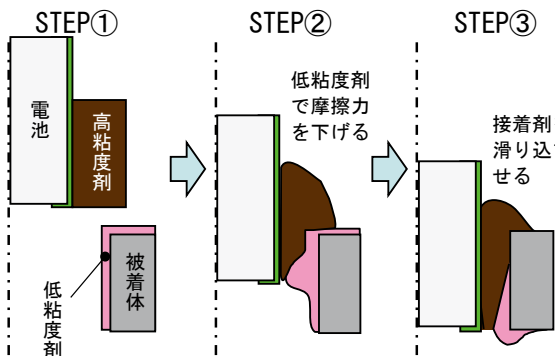 STEP①
STEP②
STEP③
電池
高粘度剤
被着体
低粘度剤
低粘度剤
で摩擦力
を下げる
接着剤
滑り込
せる